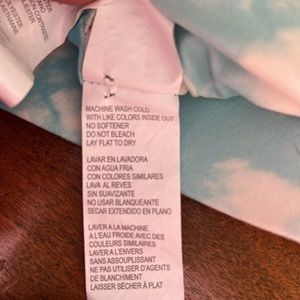 MACHINE WASH COLD
WITH LIKE COLORS INSIDE OUT
NO SOFTENER
DO NOT BLEACH
LAY FLAT TO DRY
LAVAR EN LAVADORA
CON AGUA FRIA
CON COLORES SIMILARES
LAVA AL REVES
SIN SUAVIZANTE
NO USAR BLANQUEANTE
SECAR EXTENDIDO EN PLANO
LAVER A LA MACHINE
A L'EAU FROIDE AVEC DES
COULEURS SIMILAIRES
LAVER A L'ENVERS
SANS ASSOUPLISSANT
NE PAS UTILISER D'AGENTS
DE BLANCHIMENT
LAISSER SÉCHER À PLAT